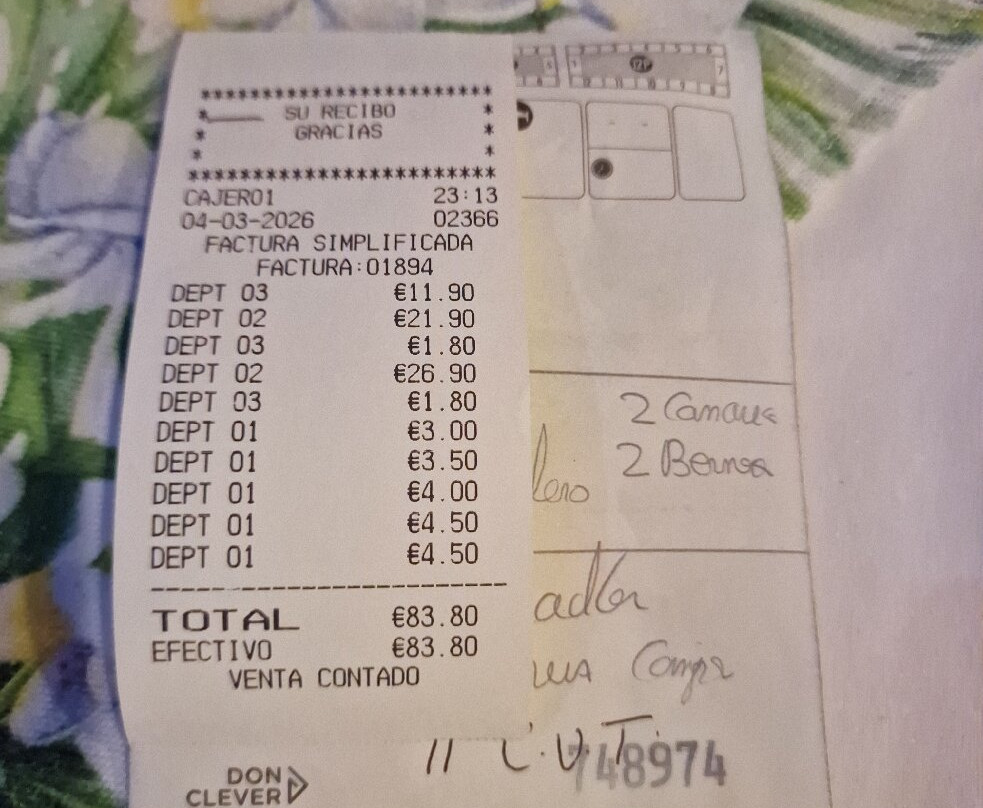 ************************
* SU RECIBO *
* GRACIAS *
* *
************************
CAJERO1 23:13
04-03-2026 02366
FACTURA SIMPLIFICADA
FACTURA:01894
DEPT 03 €11.90
DEPT 02 €21.90
DEPT 03 €1.80
DEPT 02 €26.90
DEPT 03 €1.80
DEPT 01 €3.00
DEPT 01 €3.50
DEPT 01 €4.00
DEPT 01 €4.50
DEPT 01 €4.50
TOTAL €83.80
EFECTIVO €83.80
VENTA CONTADO
2
2
748974
DON
CLEVER